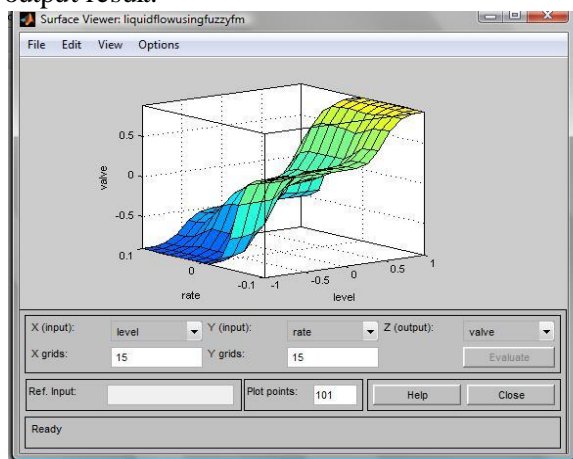 output result.
Surface Viewer: liquidflowusingfuzzyfm
File Edit View Options
0.5
0
-0.5
valve
0.1
0
-0.1
rate
-1
-0.5
0
0.5
1
level
X (input): level Y (input): rate Z (output): valve
X grids: 15 Y grids: 15 Evaluate
Ref. Input: Plot points: 101 Help Close
Ready